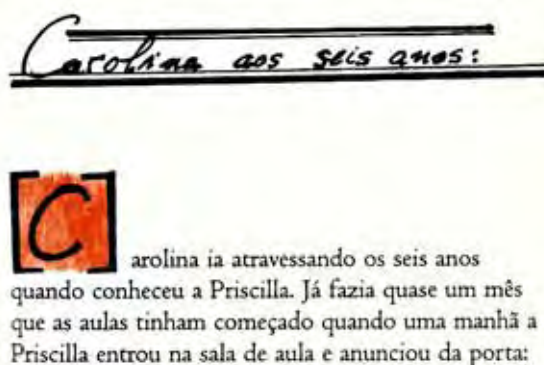 Carolina aos seis anos:
Carolina ia atravessando os seis anos
quando conheceu a Priscilla. Já fazia quase um mês
que as aulas tinham começado quando uma manhã a
Priscilla entrou na sala de aula e anunciou da porta: